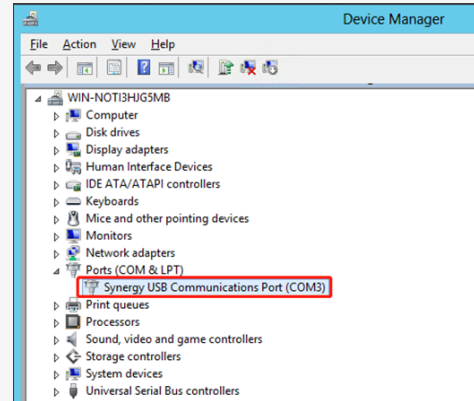 Device Manager
File Action View Help
WIN-NOTI3HJG5MB
Computer
Disk drives
Display adapters
Human Interface Devices
IDE ATA/ATAPI controllers
Keyboards
Mice and other pointing devices
Monitors
Network adapters
Ports (COM & LPT)
Synergy USB Communications Port (COM3)
Print queues
Processors
Sound, video and game controllers
Storage controllers
System devices
Universal Serial Bus controllers